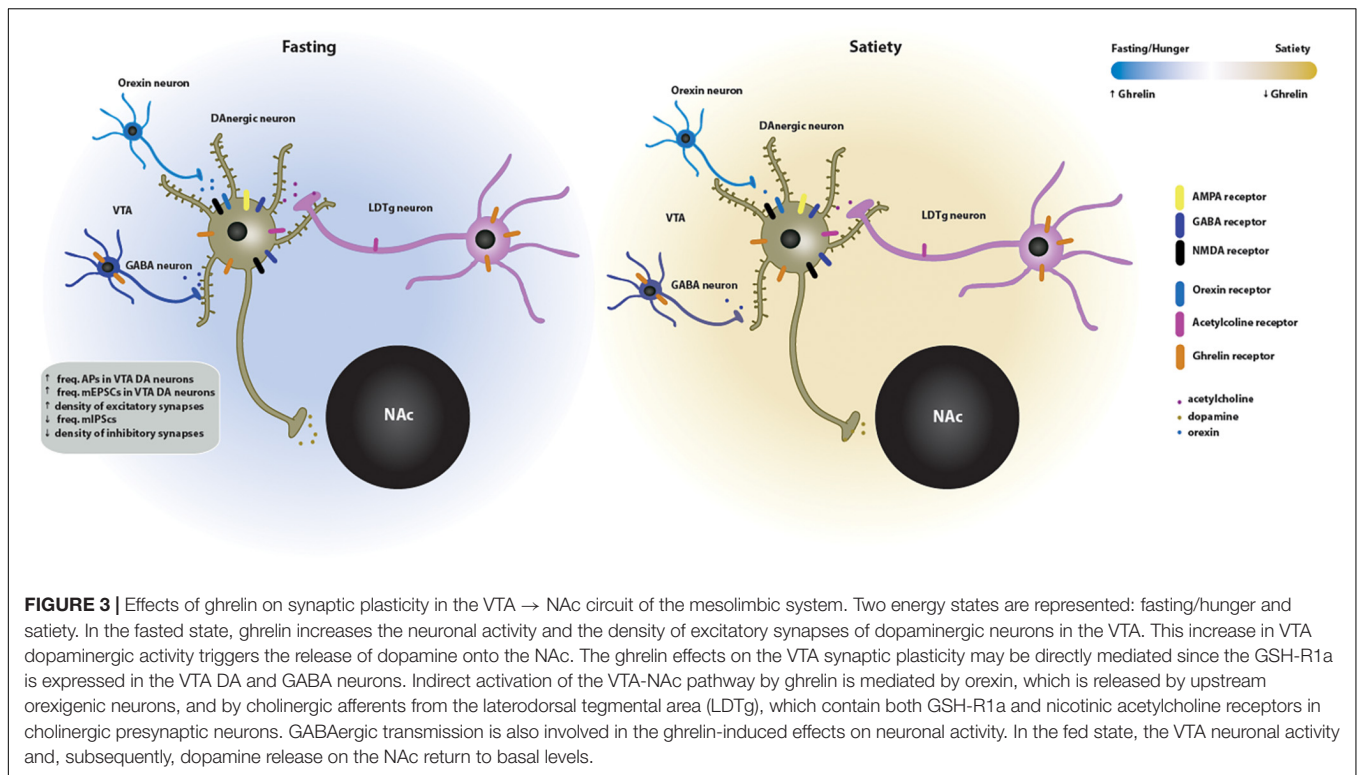 Fasting
Orexin neuron
DAnergic neuron
VTA
LDTg neuron
GABA neuron
↑ freq. APs in VTA DA neurons
↑ freq. mEPSCs in VTA DA neurons
↑ density of excitatory synapses
↓ freq. mIPSCs
↓ density of inhibitory synapses
NAc
Satiety
Orexin neuron
DAnergic neuron
VTA
LDTg neuron
GABA neuron
NAc
Fasting/Hunger Satiety
↑ Ghrelin ↓ Ghrelin
AMPA receptor
GABA receptor
NMDA receptor
Orexin receptor
Acetylcoline receptor
Ghrelin receptor
acetylcholine
dopamine
orexin
FIGURE 3 | Effects of ghrelin on synaptic plasticity in the VTA → NAc circuit of the mesolimbic system. Two energy states are represented: fasting/hunger and
satiety. In the fasted state, ghrelin increases the neuronal activity and the density of excitatory synapses of dopaminergic neurons in the VTA. This increase in VTA
dopaminergic activity triggers the release of dopamine onto the NAc. The ghrelin effects on the VTA synaptic plasticity may be directly mediated since the GSH-R1a
is expressed in the VTA DA and GABA neurons. Indirect activation of the VTA-NAc pathway by ghrelin is mediated by orexin, which is released by upstream
orexigenic neurons, and by cholinergic afferents from the laterodorsal tegmental area (LDTg), which contain both GSH-R1a and nicotinic acetylcholine receptors in
cholinergic presynaptic neurons. GABAergic transmission is also involved in the ghrelin-induced effects on neuronal activity. In the fed state, the VTA neuronal activity
and, subsequently, dopamine release on the NAc return to basal levels.